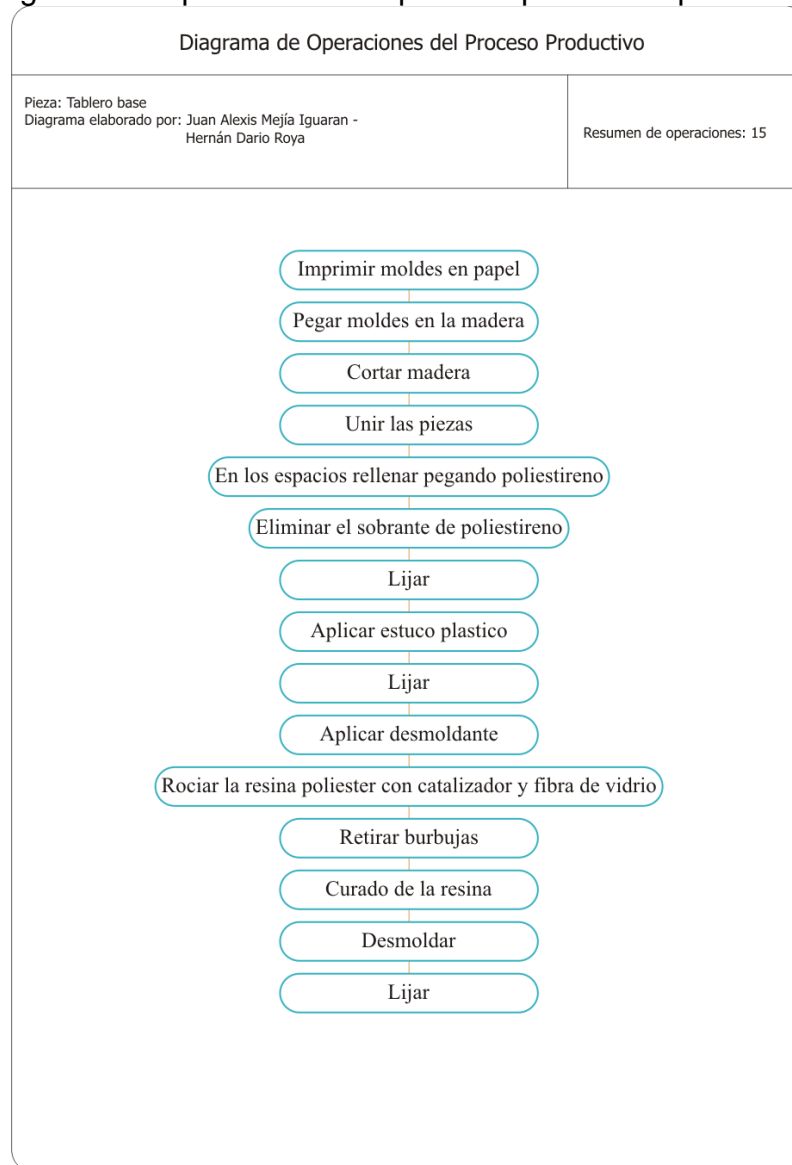 Diagrama de Operaciones del Proceso Productivo
Pieza: Tablero base
Diagrama elaborado por: Juan Alexis Mejía Iguaran -
Hernán Dario Roya
Resumen de operaciones: 15
Imprimir moldes en papel
Pegar moldes en la madera
Cortar madera
Unir las piezas
En los espacios rellenar pegando poliestireno
Eliminar el sobrante de poliestireno
Lijar
Aplicar estuco plastico
Lijar
Aplicar desmoldante
Rociar la resina poliester con catalizador y fibra de vidrio
Retirar burbujas
Curado de la resina
Desmoldar
Lijar